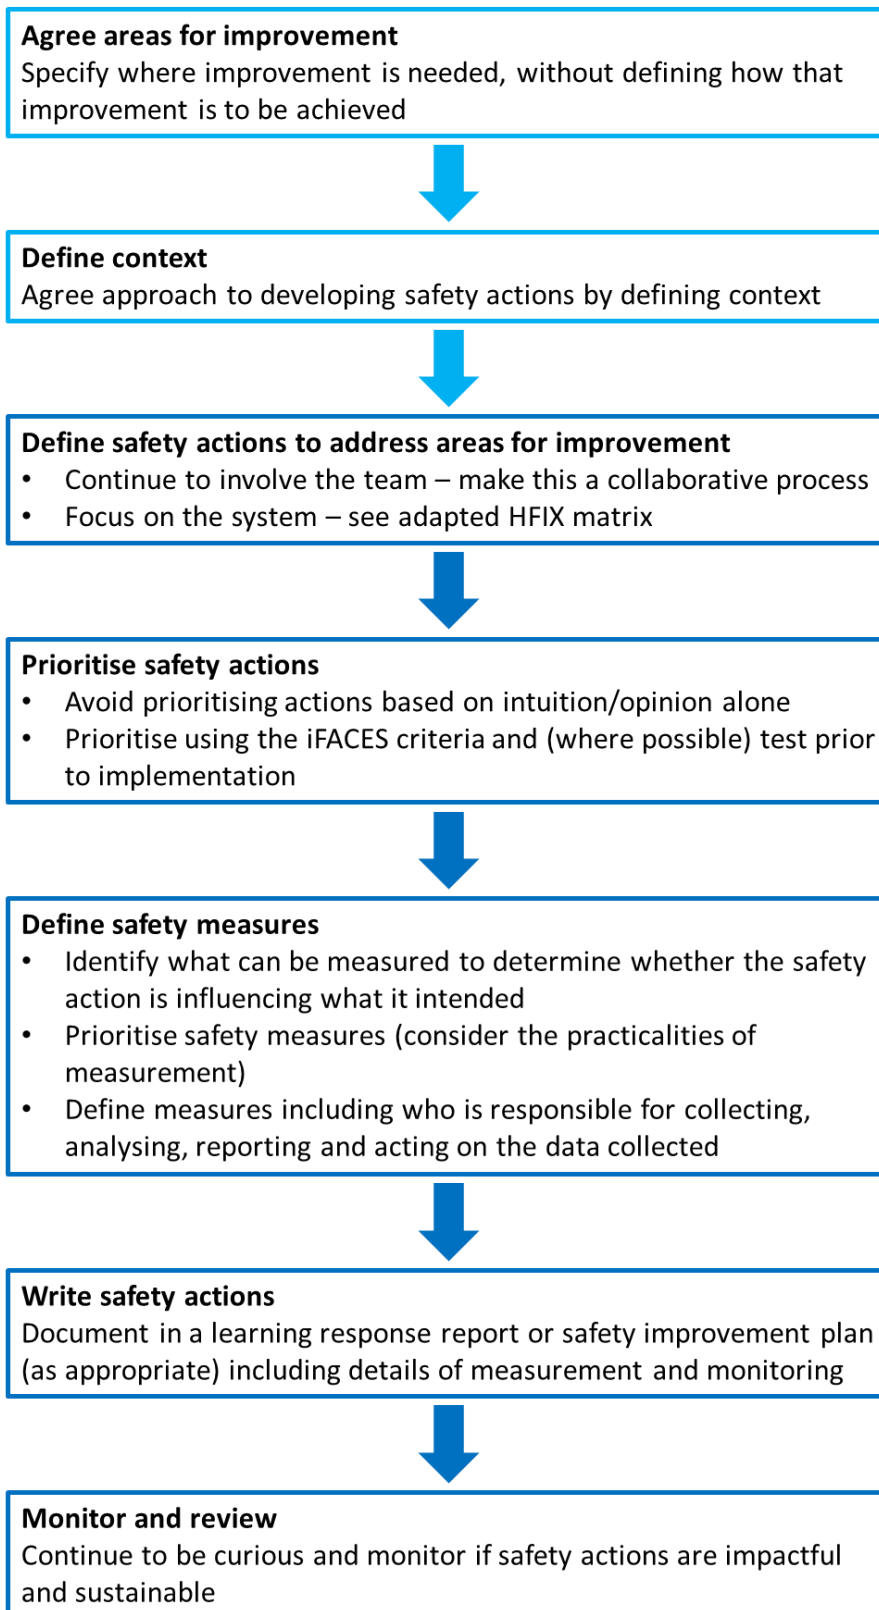 Agree areas for improvement
Specify where improvement is needed, without defining how that
improvement is to be achieved
Define context
Agree approach to developing safety actions by defining context
Define safety actions to address areas for improvement
• Continue to involve the team – make this a collaborative process
• Focus on the system – see adapted HFIX matrix
Prioritise safety actions
• Avoid prioritising actions based on intuition/opinion alone
• Prioritise using the iFACES criteria and (where possible) test prior
to implementation
Define safety measures
• Identify what can be measured to determine whether the safety
action is influencing what it intended
• Prioritise safety measures (consider the practicalities of
measurement)
• Define measures including who is responsible for collecting,
analysing, reporting and acting on the data collected
Write safety actions
Document in a learning response report or safety improvement plan
(as appropriate) including details of measurement and monitoring
Monitor and review
Continue to be curious and monitor if safety actions are impactful
and sustainable